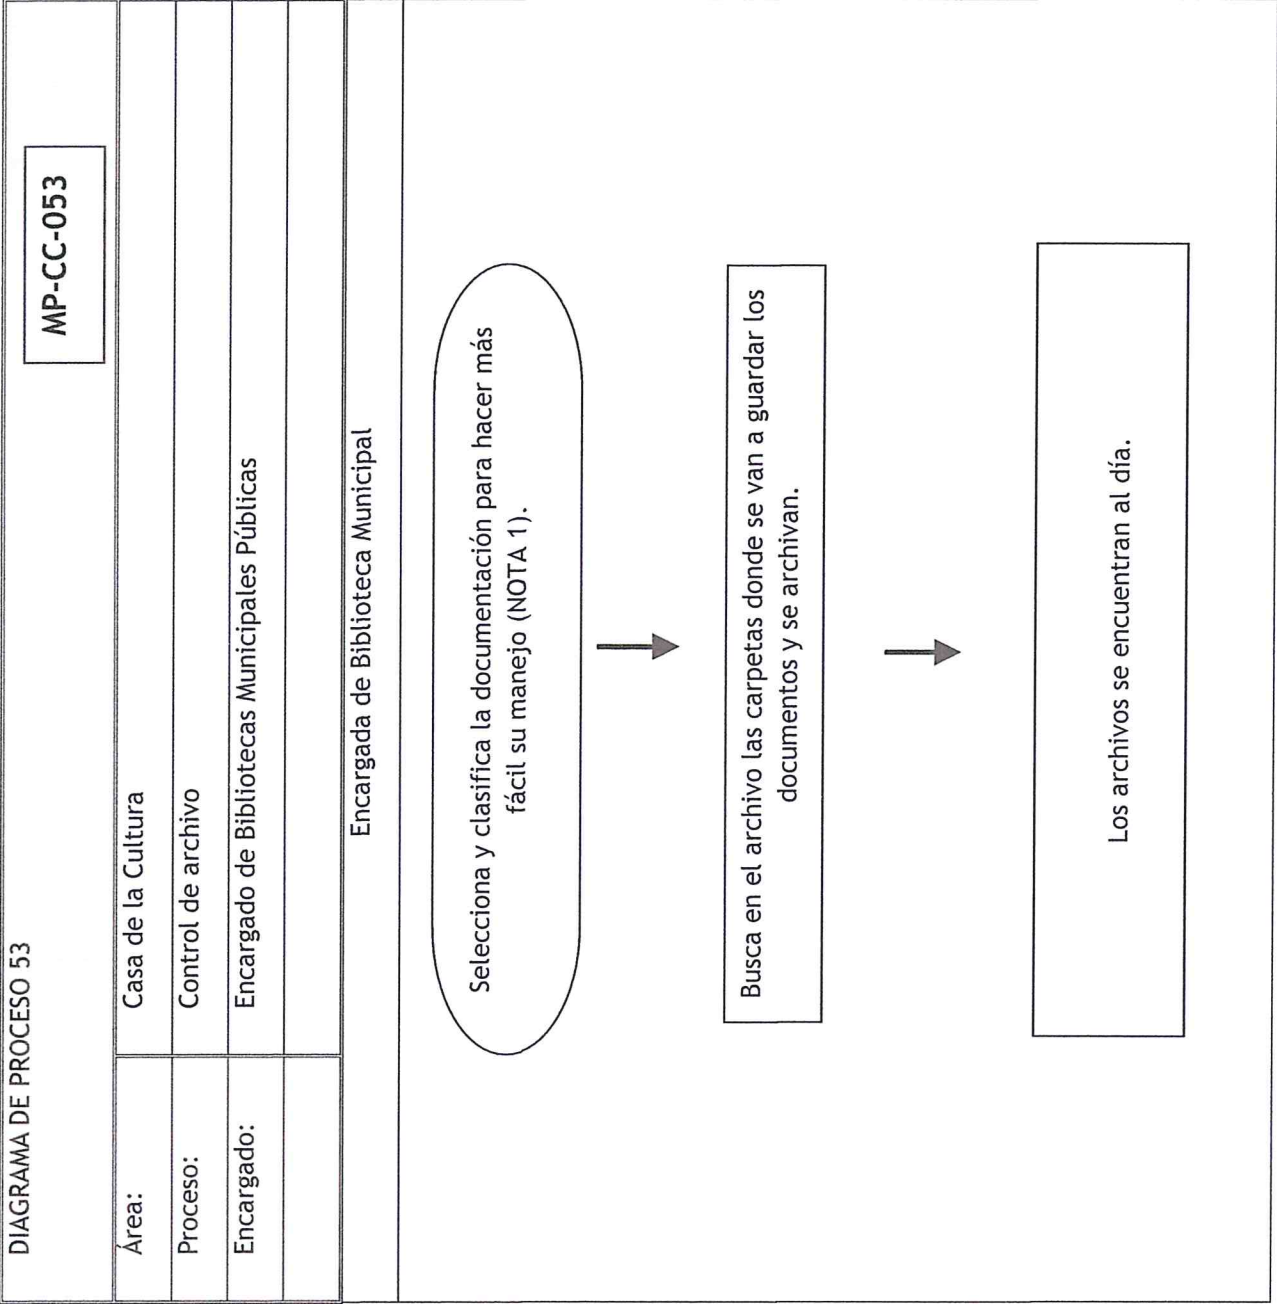 DIAGRAMA DE PROCESO 53
MP-CC-053
Área:
Casa de la Cultura
Proceso:
Control de archivo
Encargado:
Encargado de Bibliotecas Municipales Públicas
Encargada de Biblioteca Municipal
Selecciona y clasifica la documentación para hacer más
fácil su manejo (NOTA 1).
Busca en el archivo las carpetas donde se van a guardar los
documentos y se archivan.
Los archivos se encuentran al día.